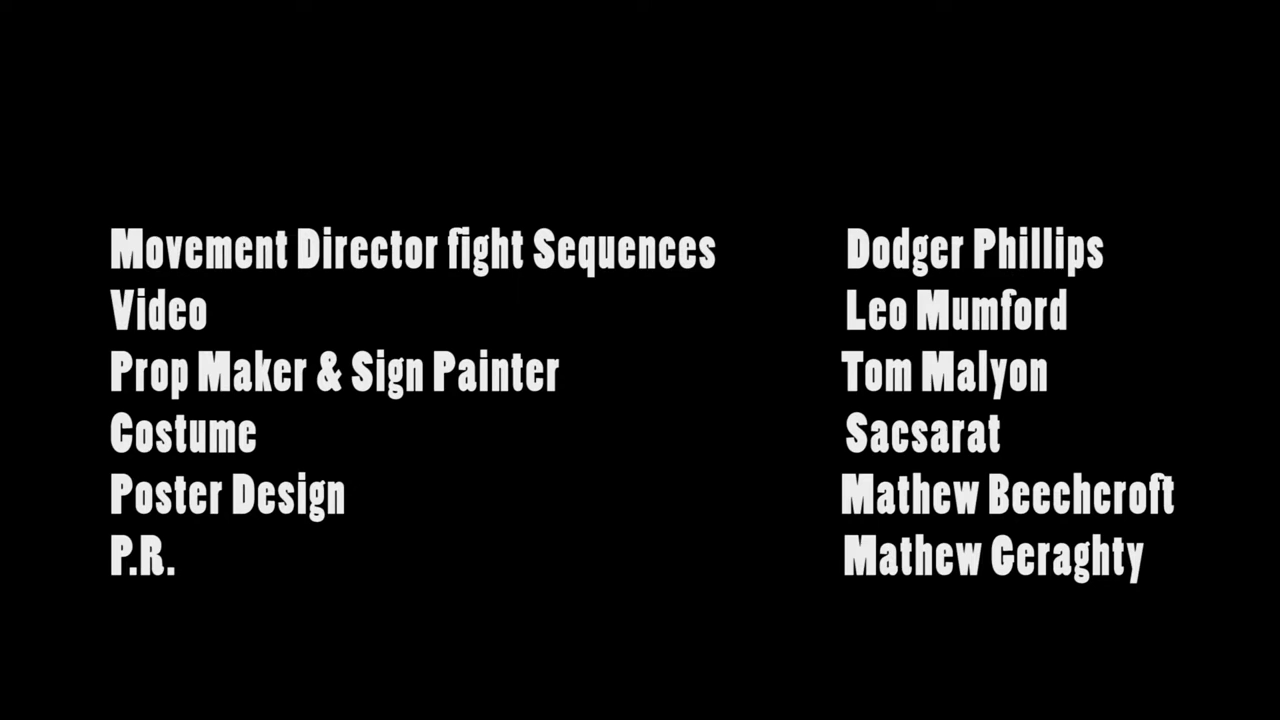 Movement Director fight Sequences Dodger Phillips
Video Leo Mumford
Prop Maker & Sign Painter Tom Malyon
Costume Sacsarat
Poster Design Mathew Beechcroft
P.R. Mathew Geraghty